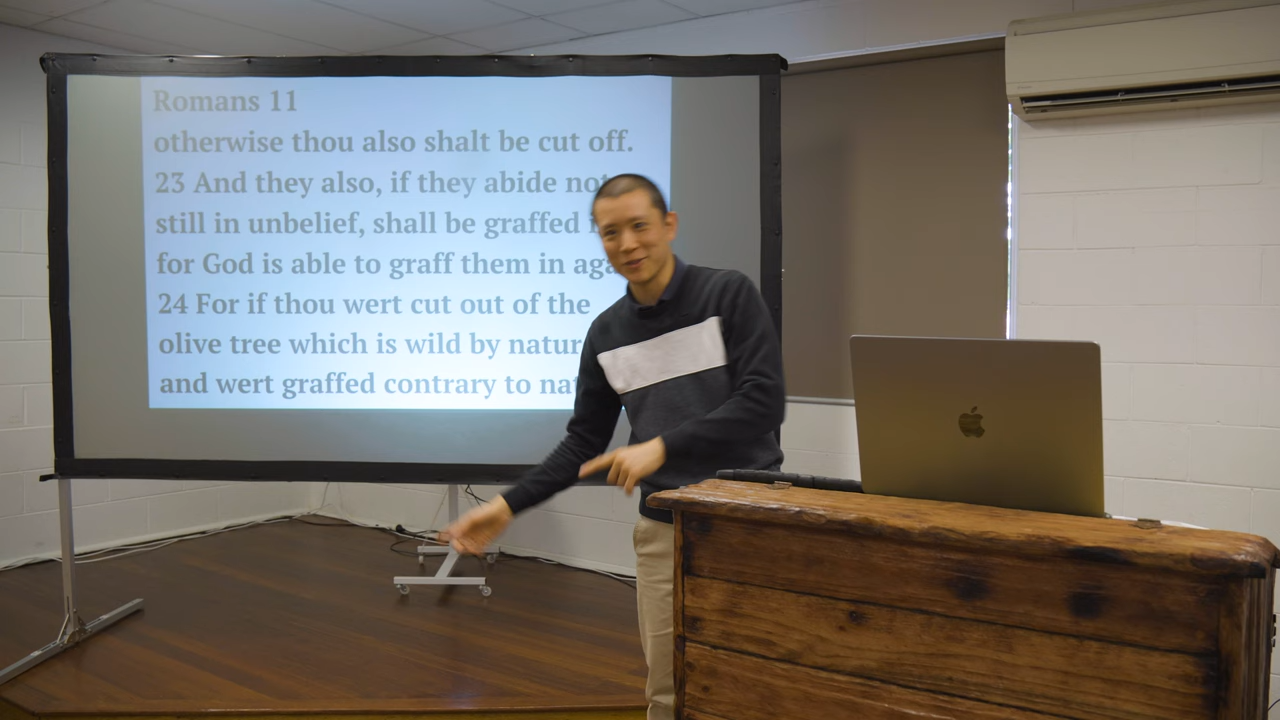 Romans 11
otherwise thou also shalt be cut off.
23 And they also, if they abide not
still in unbelief, shall be graffed
for God is able to graff them in
24 For if thou wert cut out of the
olive tree which is wild by
and wert graffed contrary to